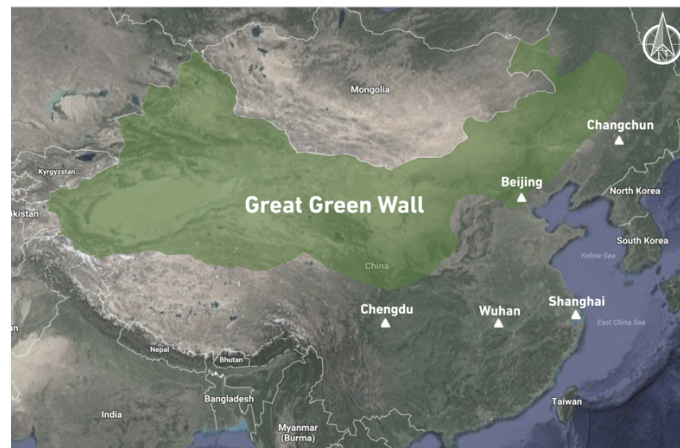 Mongolia
Changchun
Kyrgyzstan
Beijing
North Korea
Great Green Wall
kistan
South Korea
Yellow Sea
China
Chengdu
Wuhan
Shanghai
East China Sea
Nepal
Bhutan
Bangladesh
Taiwan
India
Myanmar
(Burma)